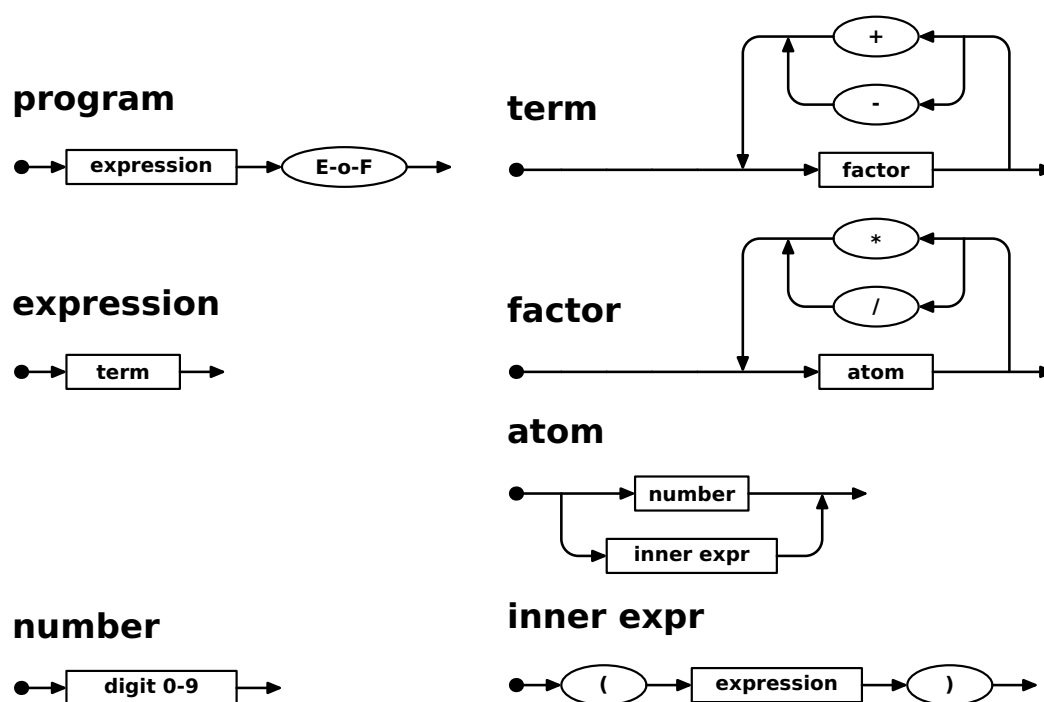 program
expression E-o-F
expression
term
number
digit 0-9
term
+
-
factor
factor
*
/
atom
atom
number
inner expr
inner expr
( expression )